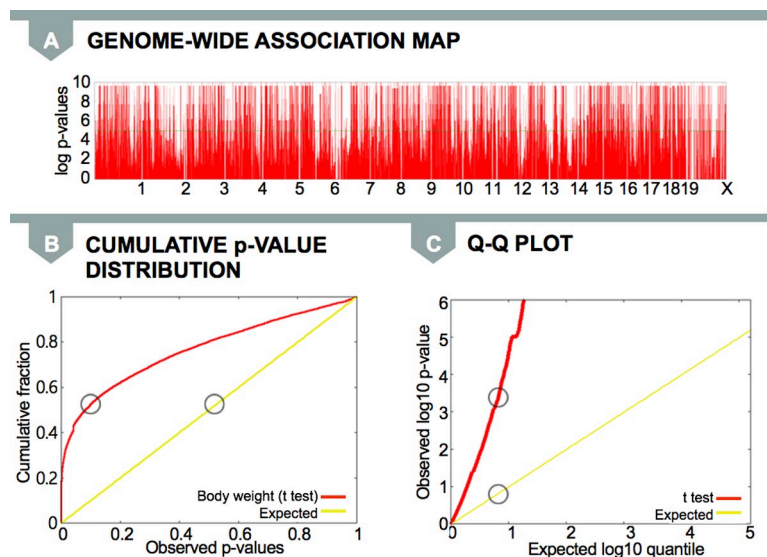 A GENOME-WIDE ASSOCIATION MAP
log p-values
10
8
6
4
2
0
1 2 3 4 5 6 7 8 9 10 11 12 13 14 15 16 17 18 19 X
B CUMULATIVE p-VALUE
DISTRIBUTION
Cumulative fraction
1
0.8
0.6
0.4
0.2
0
Body weight (t test)
Expected
0 0.2 0.4 0.6 0.8 1
Observed p-values
C Q-Q PLOT
Observed log10 p-value
6
5
4
3
2
1
0
t test
Expected
0 1 2 3 4 5
Expected log10 quantile